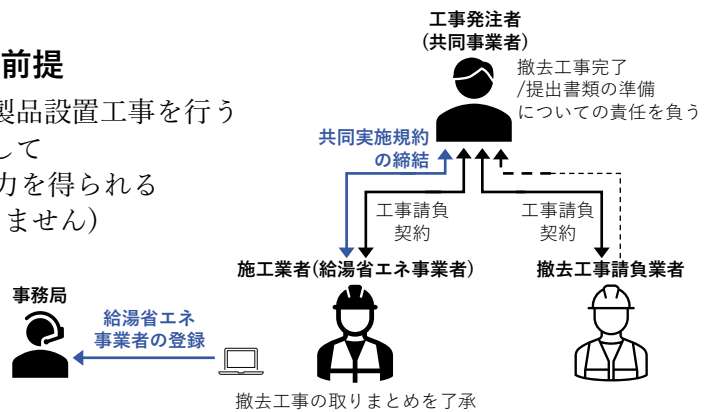 工事発注者
(共同事業者)
前提
撤去工事完了
/提出書類の準備
についての責任を負う
製品設置工事を行う
して
力を得られる
ません)
共同実施規約
の締結
工事請負
契約
工事請負
契約
施工業者(給湯省エネ事業者)
撤去工事請負業者
事務局
給湯省エネ
事業者の登録
撤去工事の取りまとめを了承